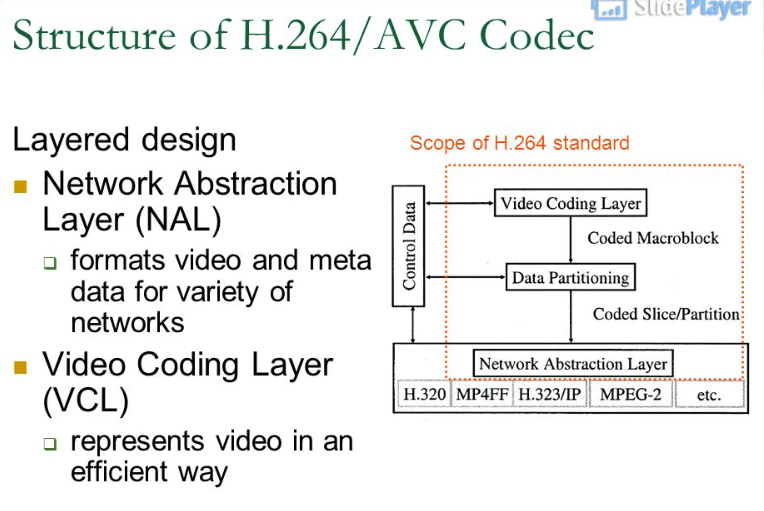 SlidePlayer
Structure of H.264/AVC Codec
Layered design
Network Abstraction
Layer (NAL)
formats video and meta
data for variety of
networks
Video Coding Layer
(VCL)
represents video in an
efficient way
Scope of H.264 standard
Control Data
Video Coding Layer
Coded Macroblock
Data Partitioning
Coded Slice/Partition
Network Abstraction Layer
H.320 MP4FF H.323/IP MPEG-2 etc.